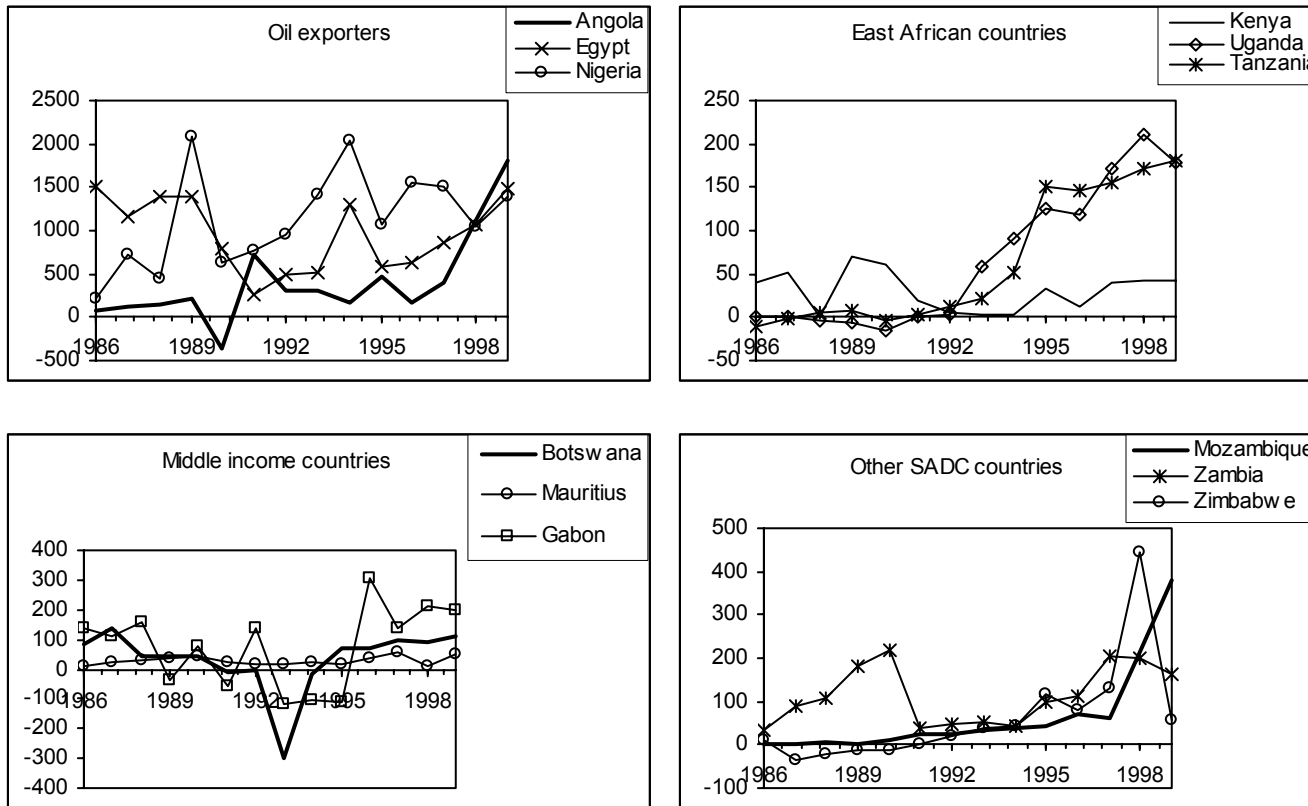 Oil exporters
Angola
Egypt
Nigeria
2500
2000
1500
1000
500
0
-500
1986 1989 1992 1995 1998
East African countries
Kenya
Uganda
Tanzania
250
200
150
100
50
0
-50
1986 1989 1992 1995 1998
Middle income countries
Botswana
Mauritius
Gabon
400
300
200
100
0
-100
-200
-300
-400
1986 1989 1992 1995 1998
Other SADC countries
Mozambique
Zambia
Zimbabwe
500
400
300
200
100
0
-100
1986 1989 1992 1995 1998